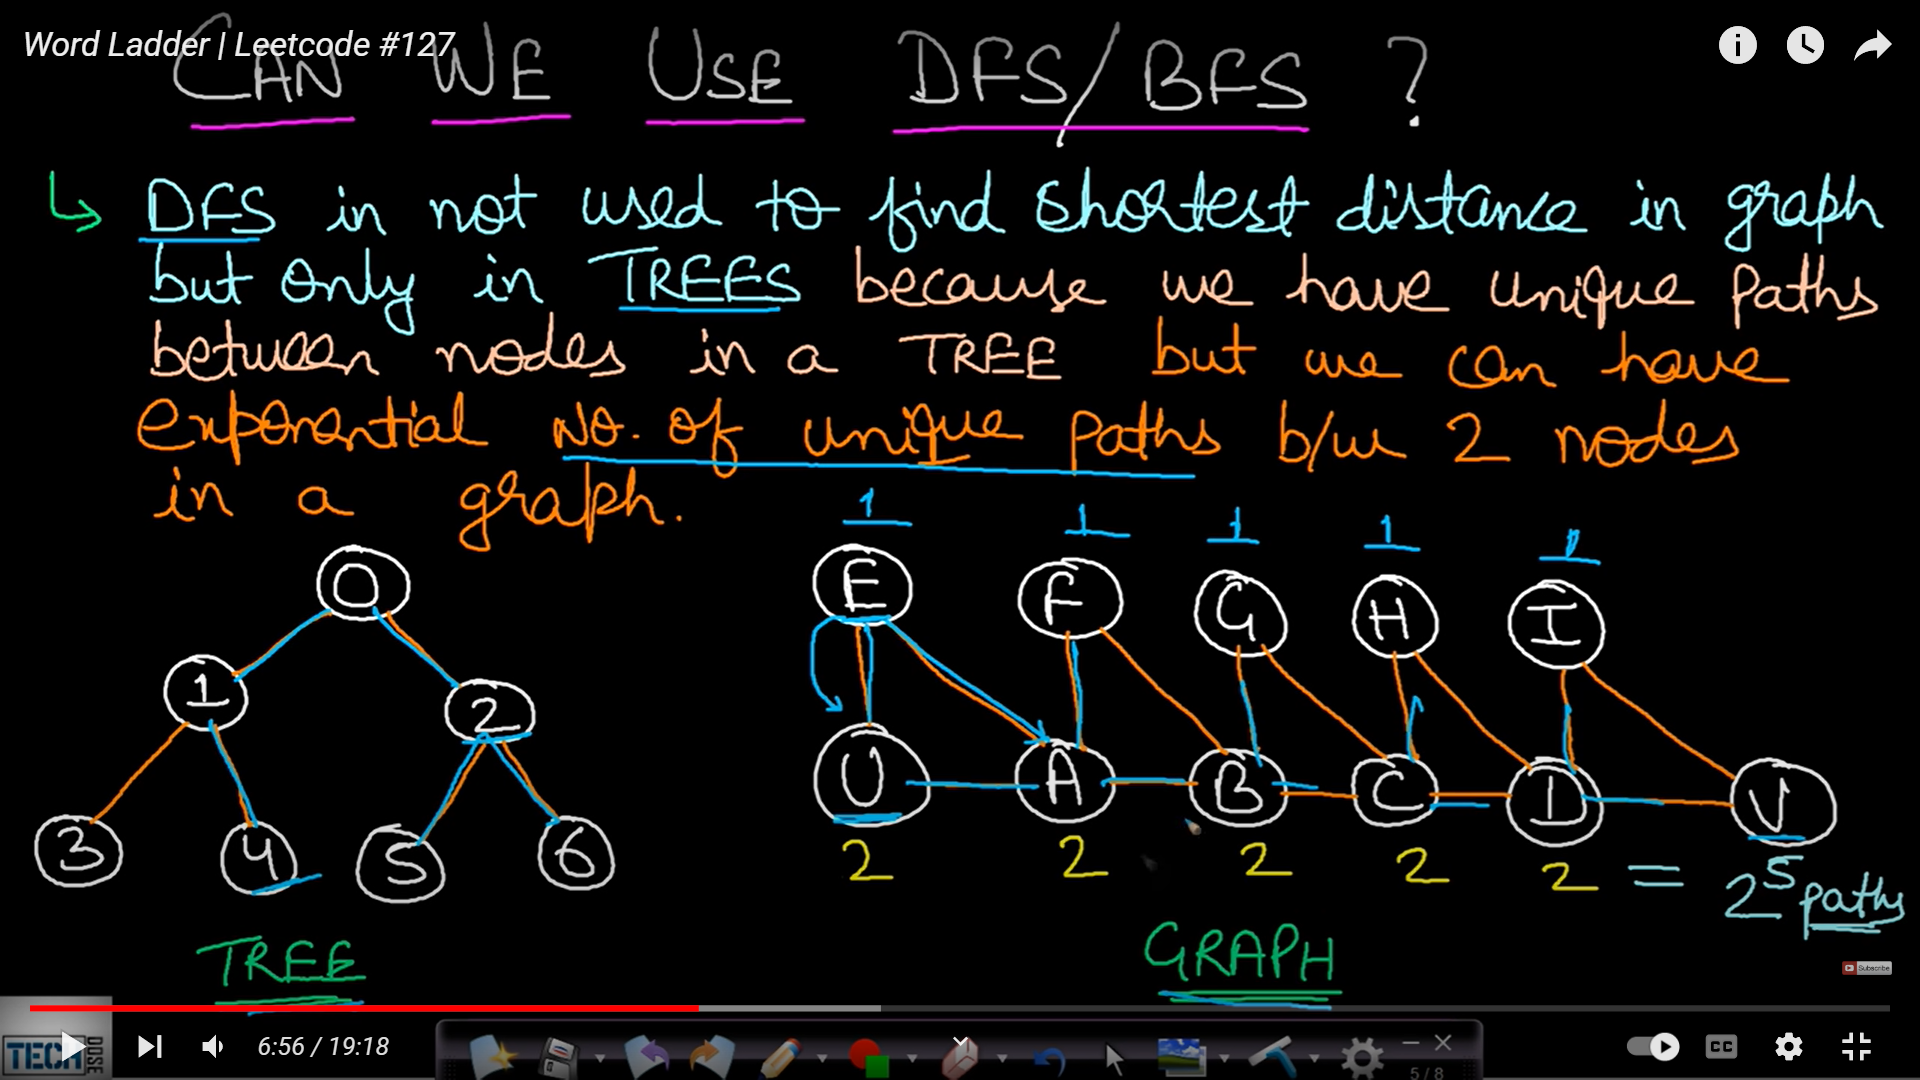 Word Ladder | Leetcode #127
CAN WE USE DFS/BFS ?
DFS in not used to find shortest distance in graph
but only in TREES because we have unique paths
between nodes in a TREE but we can have
exponential No. of unique paths b/w 2 nodes
in a graph.
1 1 1 1 1
O
1 2
3 4 5 6
E F G H I
U A B C D V
2 2 2 2 2 = 2^5 paths
TREE
GRAPH
Subscribe
TECH DOSE
6:56 / 19:18
CC
5 / 8